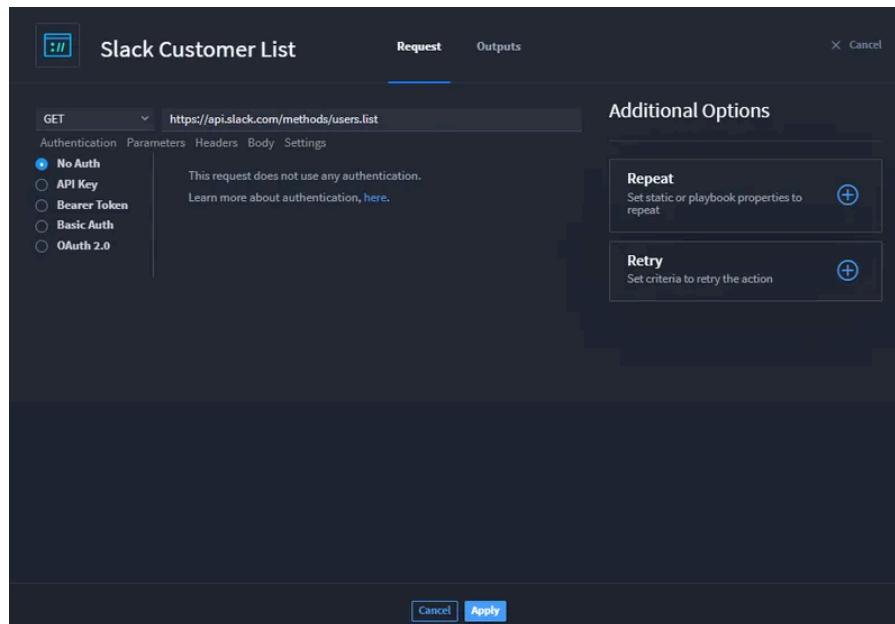 ://
Slack Customer List
Request Outputs
Cancel
GET https://api.slack.com/methods/users.list
Authentication Parameters Headers Body Settings
No Auth
API Key
Bearer Token
Basic Auth
OAuth 2.0
This request does not use any authentication.
Learn more about authentication, here.
Additional Options
Repeat
Set static or playbook properties to
repeat
Retry
Set criteria to retry the action
Cancel Apply